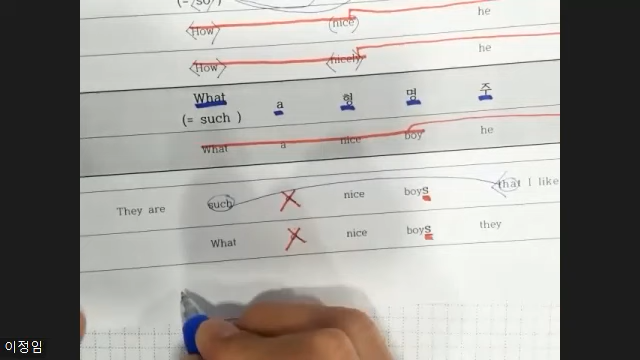 (= so )
How nice he
How nicely he
What a 형 명 주
(= such )
What a nice boy he
They are such nice boys that I like
What nice boys they
이정임